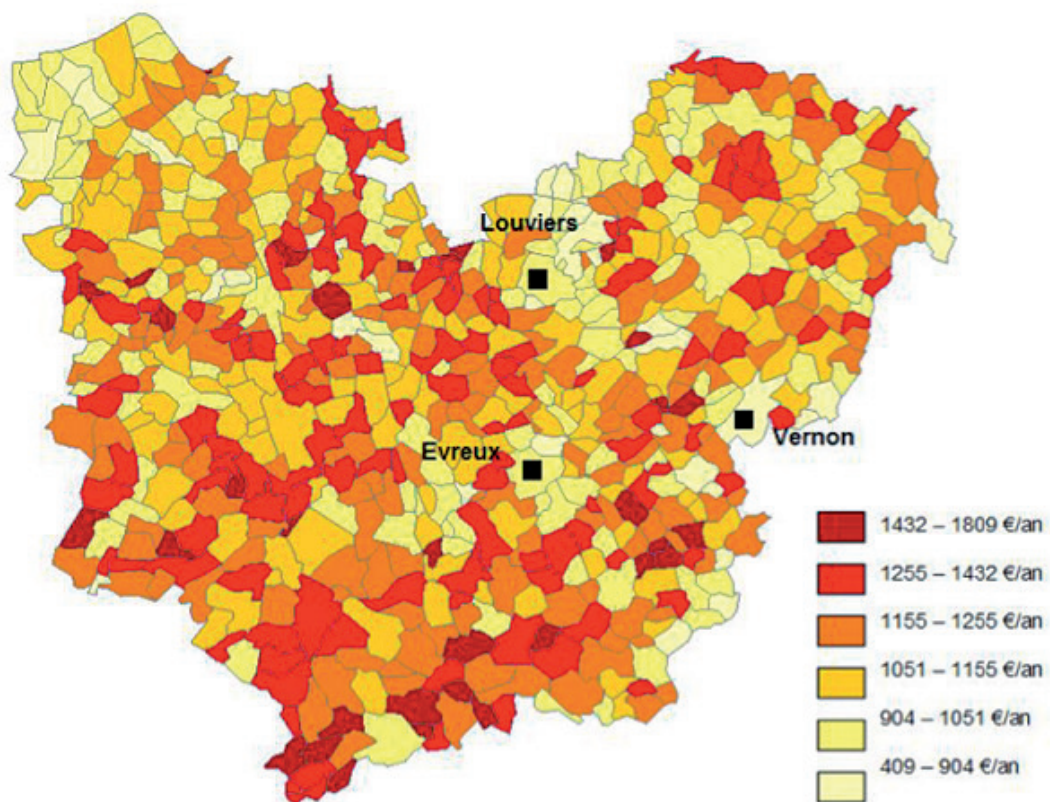 Louviers
Evreux
Vernon
1432 – 1809 €/an
1255 – 1432 €/an
1155 – 1255 €/an
1051 – 1155 €/an
904 – 1051 €/an
409 – 904 €/an